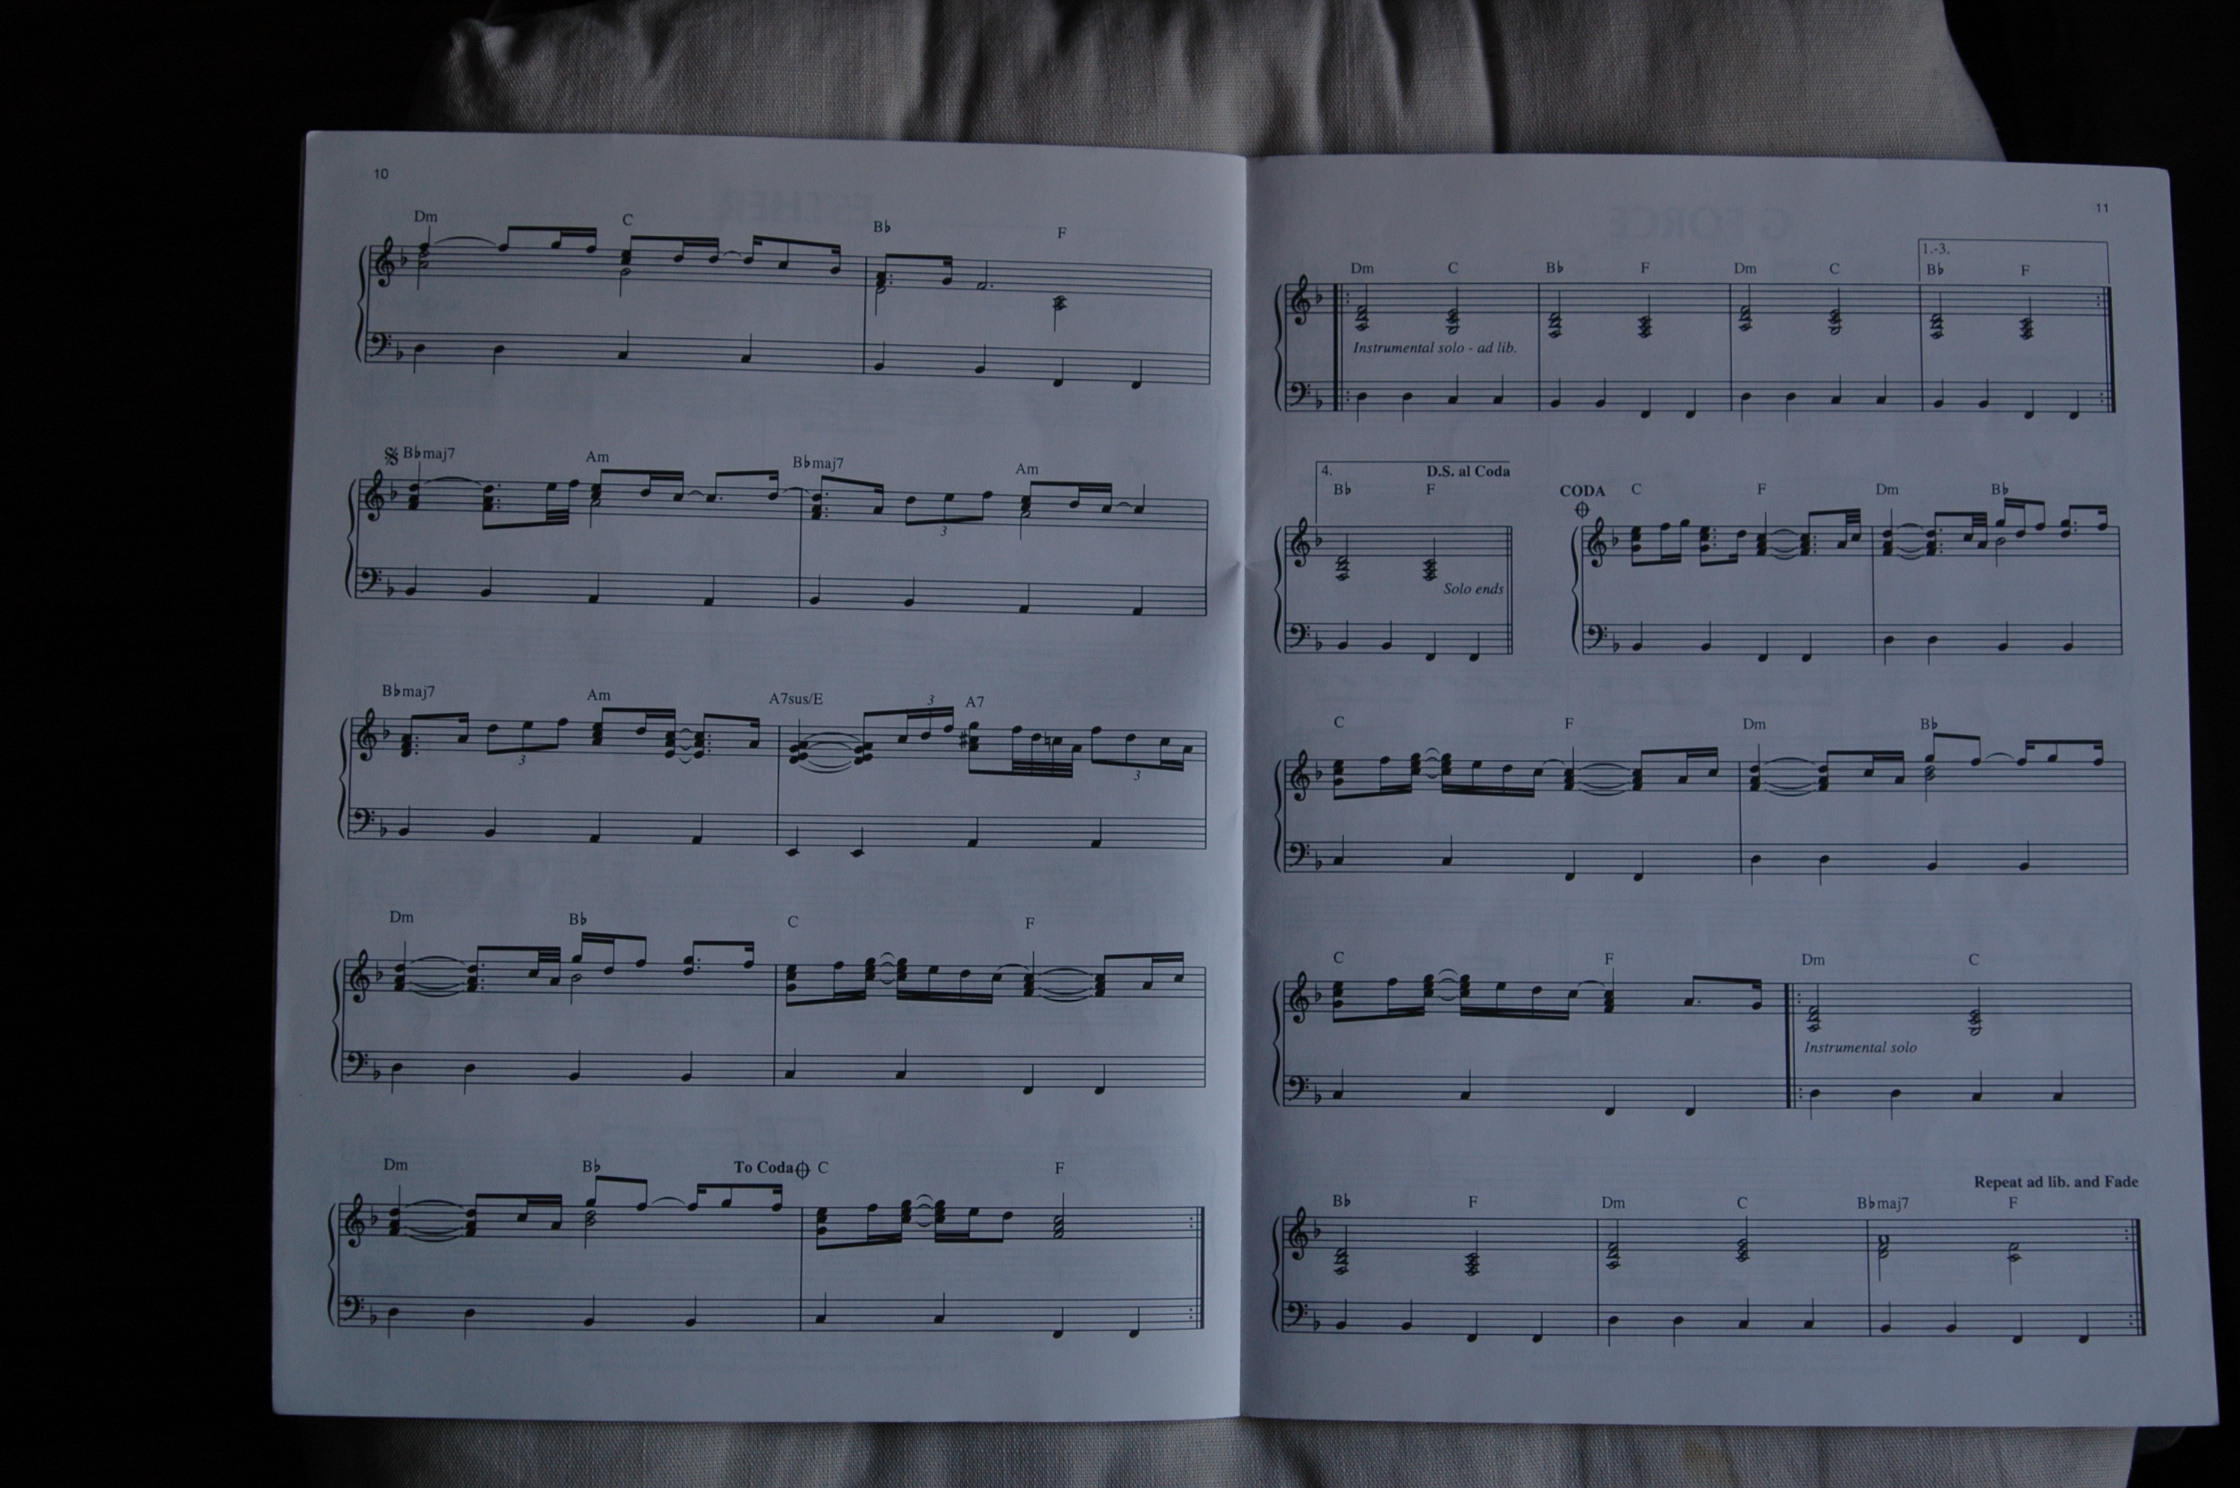 10
Dm C B♭ F
B♭maj7 Am B♭maj7 Am
3
B♭maj7 Am A7sus/E 3 A7
3 3
Dm B♭ C F
Dm B♭ To Coda C F
G FORCE
ESTHER
11
1.-3.
Dm C B♭ F Dm C B♭ F
Instrumental solo - ad lib.
4. D.S. al Coda
B♭ F CODA C F Dm B♭
Solo ends
C F Dm B♭
C F Dm C
Instrumental solo
Repeat ad lib. and Fade
B♭ F Dm C B♭maj7 F